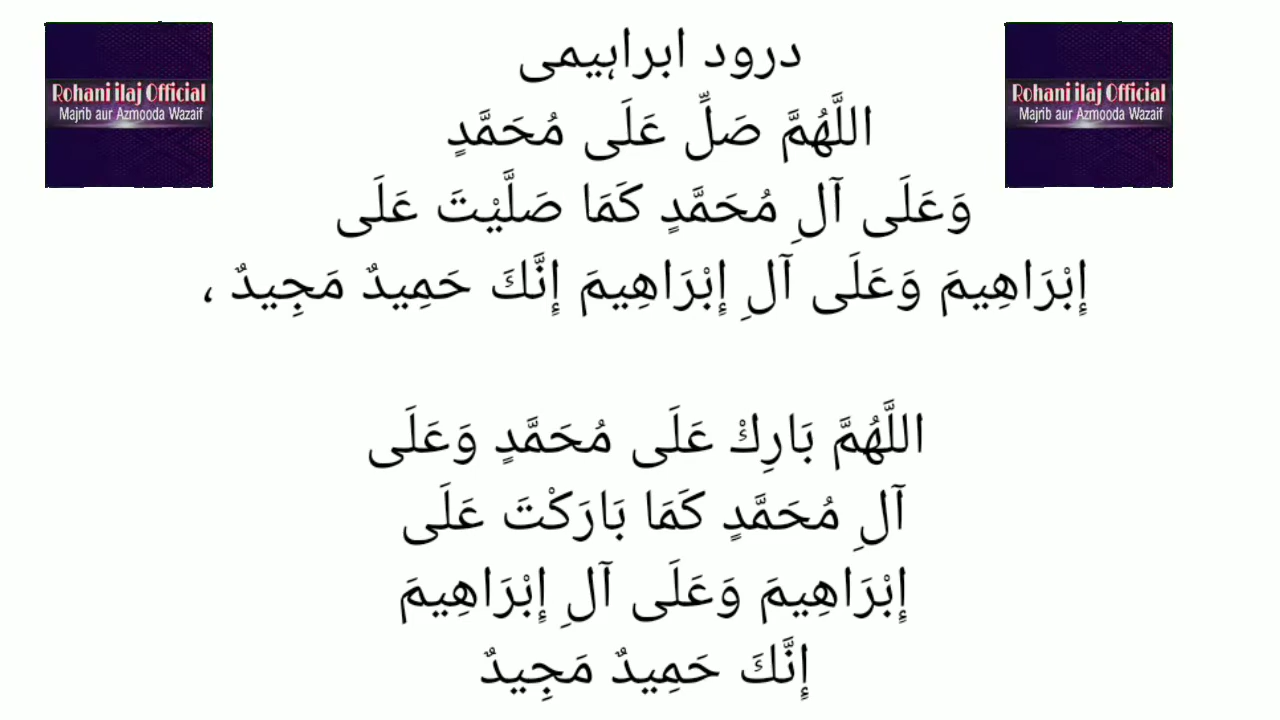 Rohani ilaj Official
Majrib aur Azmooda Wazaif
Rohani ilaj Official
Majrib aur Azmooda Wazaif
درود ابراہیمی
اللَّهُمَّ صَلِّ عَلَى مُحَمَّدٍ
وَعَلَى آلِ مُحَمَّدٍ كَمَا صَلَّيْتَ عَلَى
إِبْرَاهِيمَ وَعَلَى آلِ إِبْرَاهِيمَ إِنَّكَ حَمِيدٌ مَجِيدٌ ،
اللَّهُمَّ بَارِكْ عَلَى مُحَمَّدٍ وَعَلَى
آلِ مُحَمَّدٍ كَمَا بَارَكْتَ عَلَى
إِبْرَاهِيمَ وَعَلَى آلِ إِبْرَاهِيمَ
إِنَّكَ حَمِيدٌ مَجِيدٌ